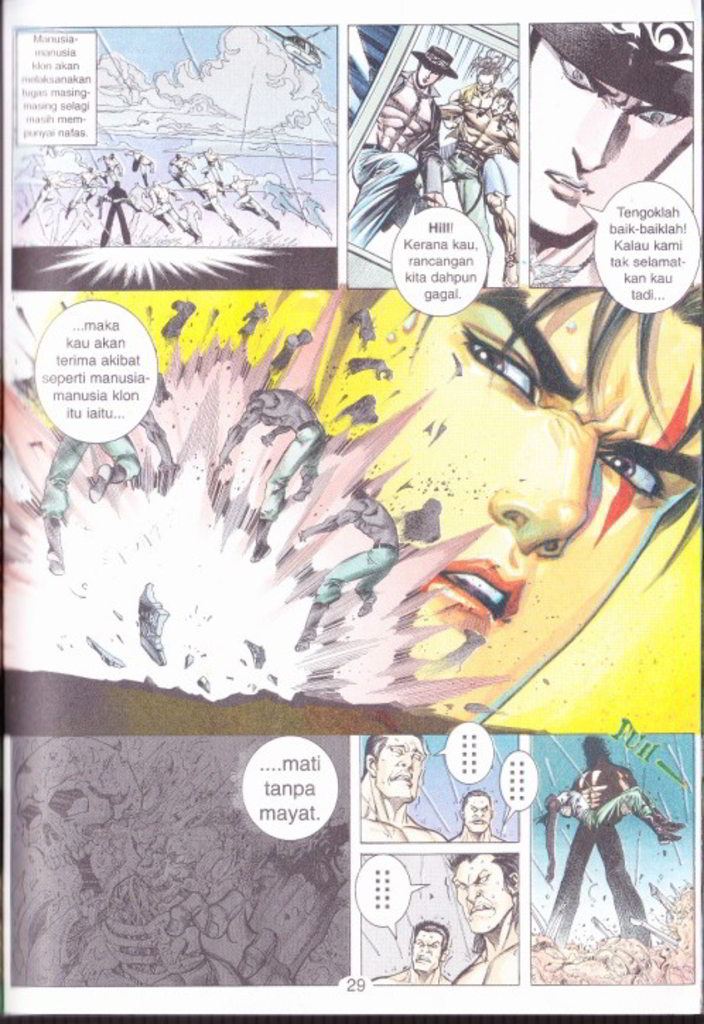 Manusia-
manusia
klon akan
melaksanakan
tugas masing-
masing selagi
masih mem-
punyai nafas.
Hill!
Kerana kau,
rancangan
kita dahpun
gagal.
Tengoklah
baik-baiklah!
Kalau kami
tak selamat-
kan kau
tadi...
...maka
kau akan
terima akibat
seperti manusia-
manusia klon
itu iaitu...
....mati
tanpa
mayat.
29